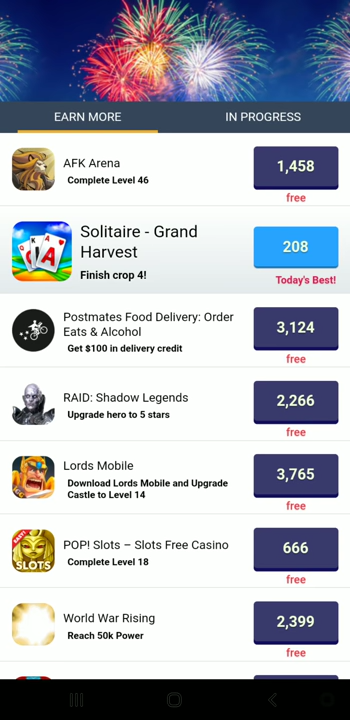 EARN MORE
IN PROGRESS
AFK Arena
Complete Level 46
1,458
free
Solitaire - Grand
Harvest
Finish crop 4!
208
Today's Best!
Postmates Food Delivery: Order
Eats & Alcohol
Get $100 in delivery credit
3,124
free
RAID: Shadow Legends
Upgrade hero to 5 stars
2,266
free
Lords Mobile
Download Lords Mobile and Upgrade
Castle to Level 14
3,765
free
POP! Slots – Slots Free Casino
Complete Level 18
SLOTS
666
free
World War Rising
Reach 50k Power
2,399
free